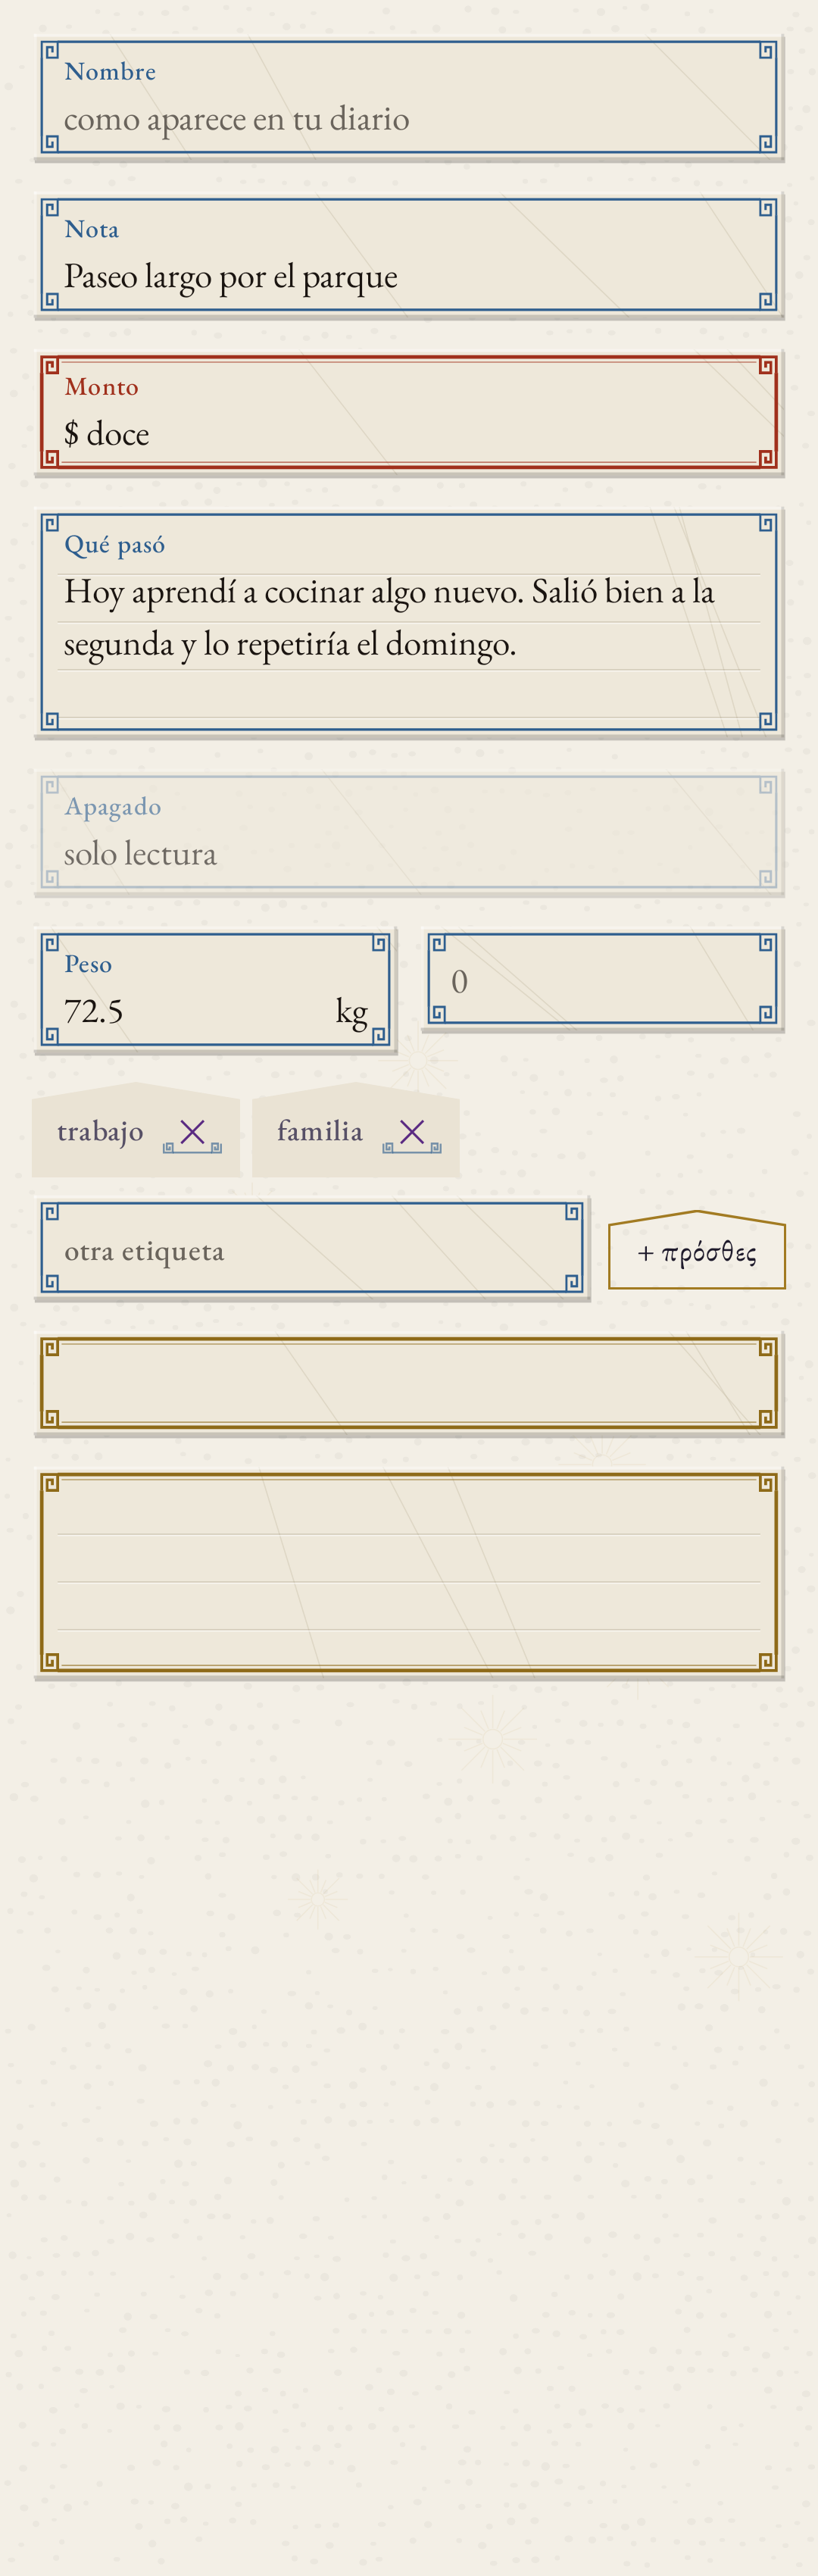 Nombre
como aparece en tu diario
Nota
Paseo largo por el parque
Monto
$ doce
Qué pasó
Hoy aprendí a cocinar algo nuevo. Salió bien a la
segunda y lo repetiría el domingo.
Apagado
solo lectura
Peso
72.5 kg
0
trabajo
familia
otra etiqueta
+ πρόσθες